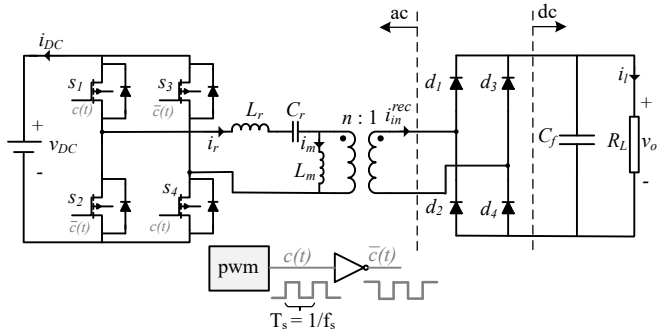 ac
dc
i_DC
s_1
c(t)
s_3
c̄(t)
L_r
C_r
n : 1
i_in^rec
d_1
d_3
i_l
+
v_DC
-
i_r
i_m
L_m
C_f
R_L
+
v_o
-
s_2
c̄(t)
s_4
c(t)
d_2
d_4
pwm
c(t)
c̄(t)
T_s = 1/f_s